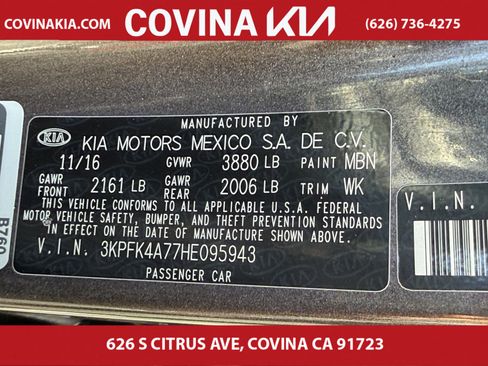 COVINAKIA.COM
COVINA KIA
(626) 736-4275
MANUFACTURED BY
KIA
KIA MOTORS MEXICO S.A. DE C.V.
11/16 GVWR 3880 LB PAINT MBN
GAWR FRONT 2161 LB GAWR REAR 2006 LB TRIM WK
THIS VEHICLE CONFORMS TO ALL APPLICABLE U.S.A. FEDERAL
MOTOR VEHICLE SAFETY, BUMPER, AND THEFT PREVENTION STANDARDS
IN EFFECT ON THE DATE OF MANUFACTURE SHOWN ABOVE.
V.I.N. 3KPFK4A77HE095943
PASSENGER CAR
V.I.N.
B760
626 S CITRUS AVE, COVINA CA 91723